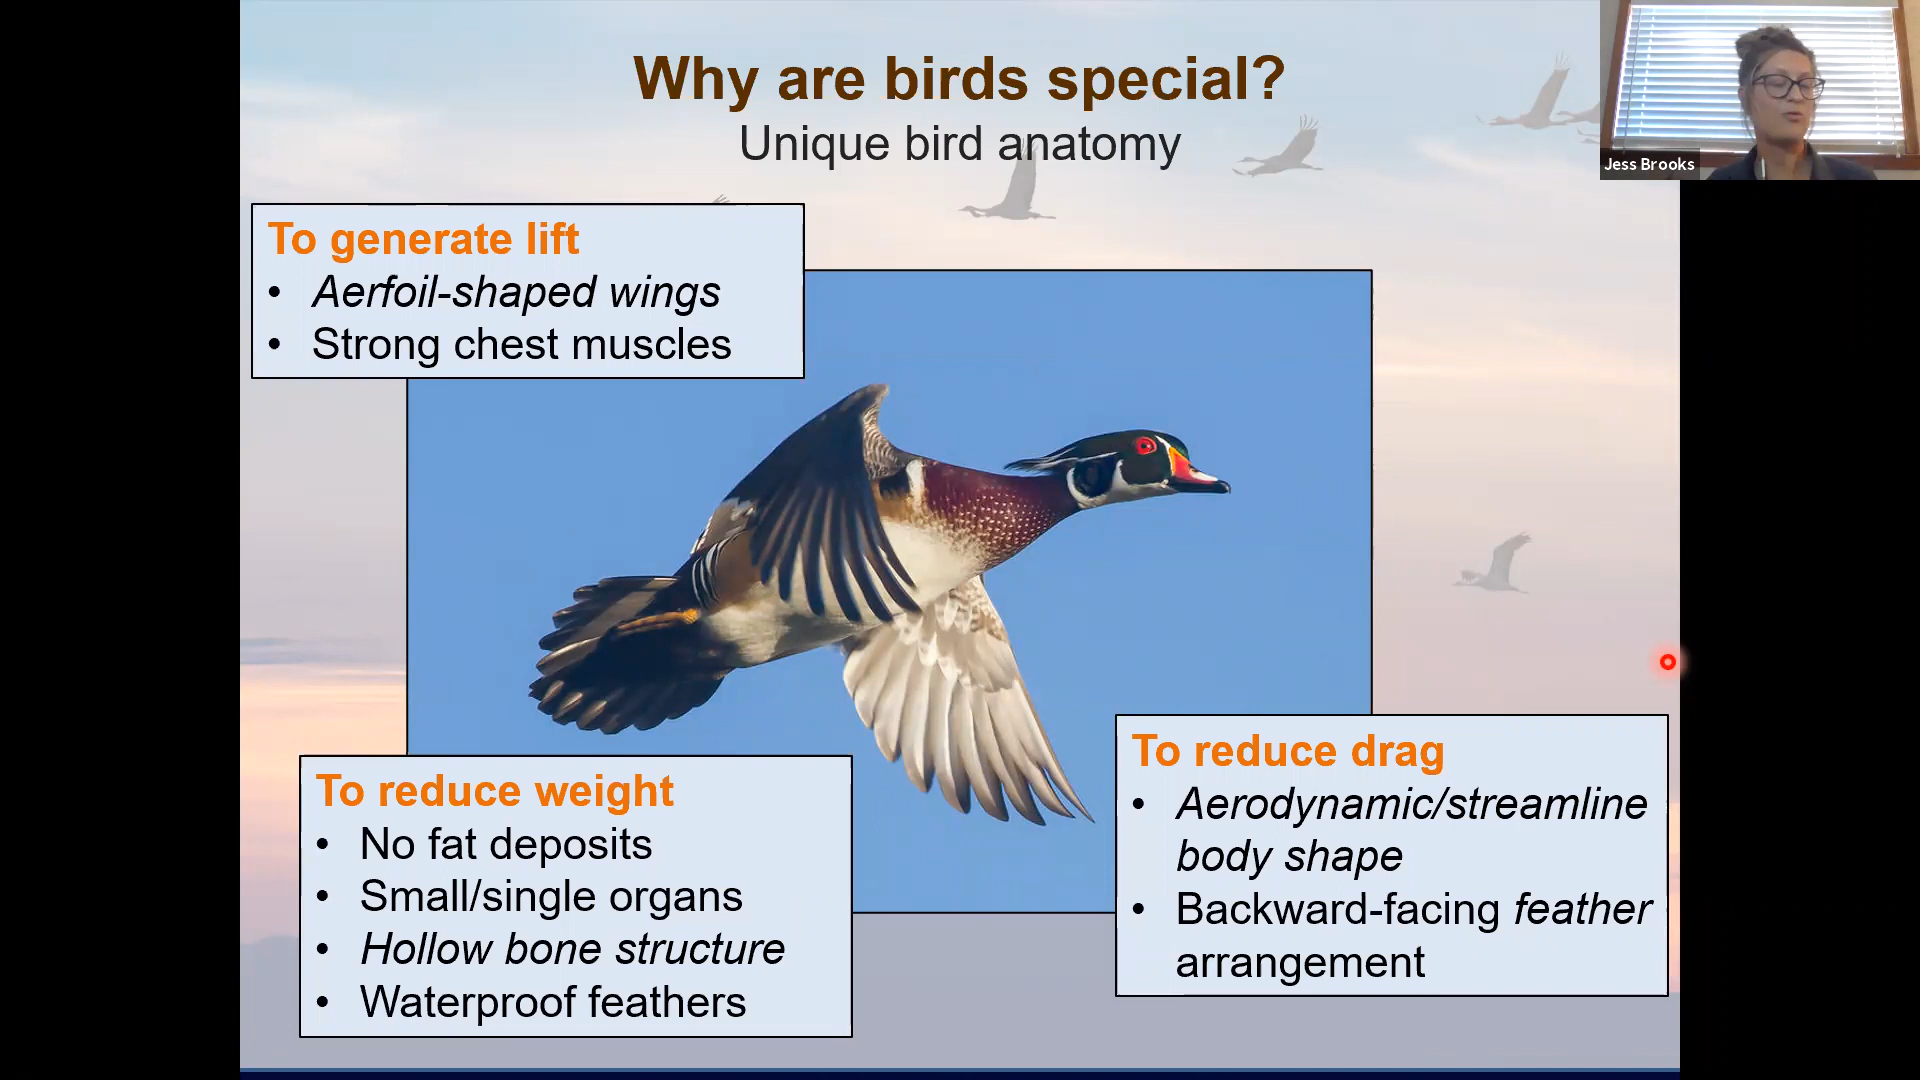 Why are birds special?
Unique bird anatomy
Jess Brooks
To generate lift
• Aerfoil-shaped wings
• Strong chest muscles
To reduce weight
• No fat deposits
• Small/single organs
• Hollow bone structure
• Waterproof feathers
To reduce drag
• Aerodynamic/streamline
body shape
• Backward-facing feather
arrangement